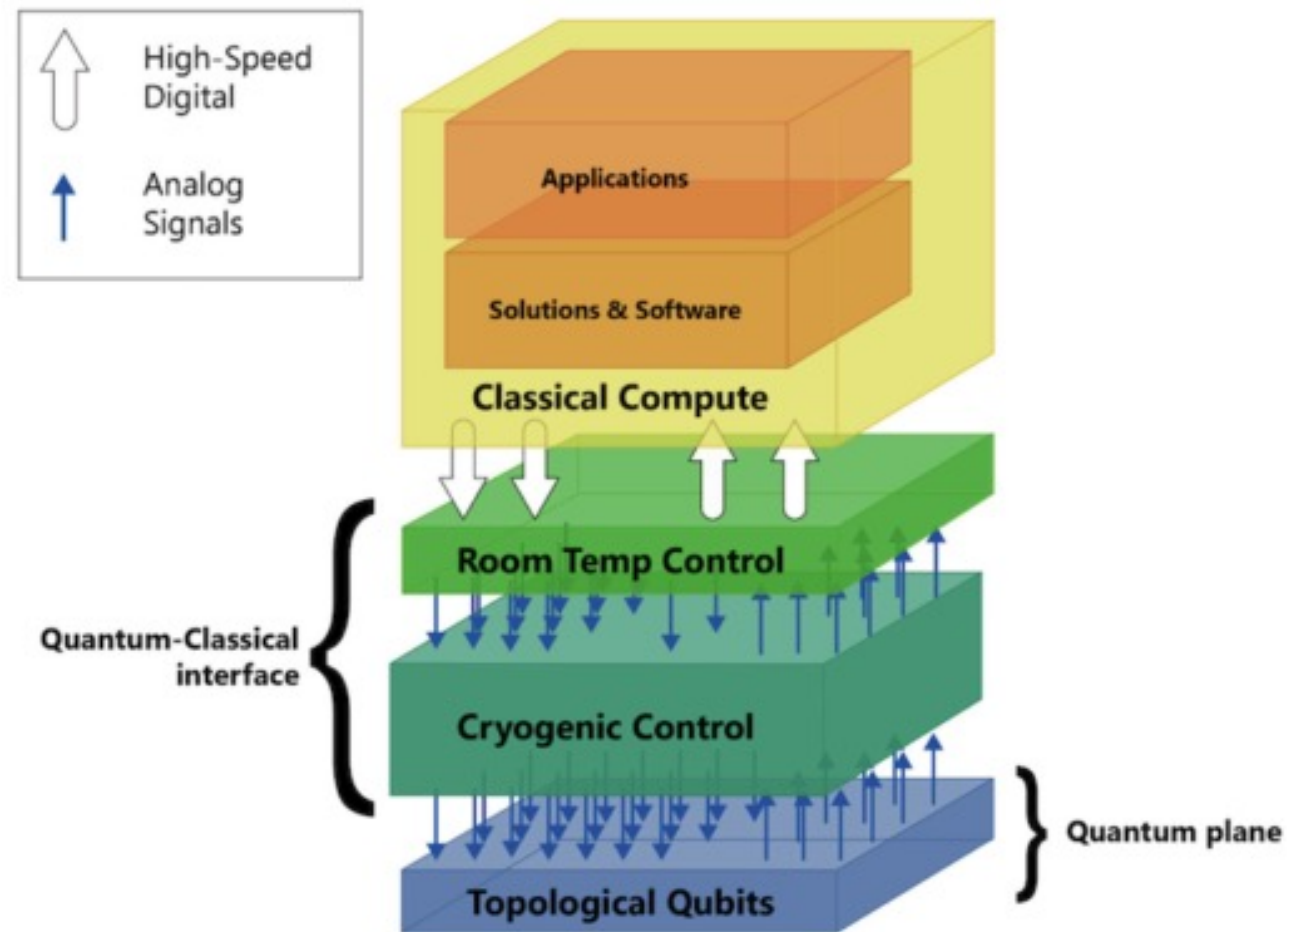 High-Speed
Digital
Analog
Signals
Applications
Solutions & Software
Classical Compute
Room Temp Control
Quantum-Classical
interface
Cryogenic Control
Quantum plane
Topological Qubits